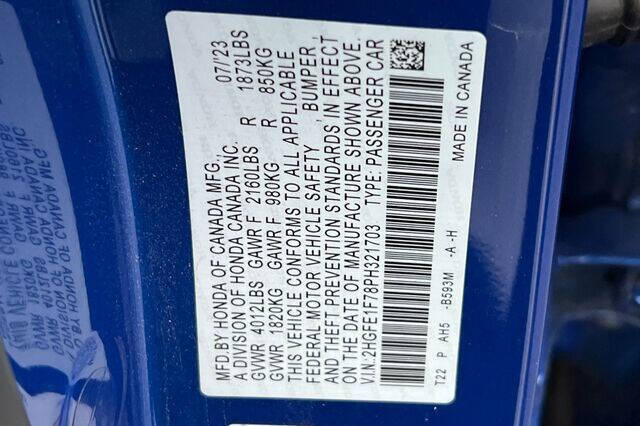 MFD.BY HONDA OF CANADA MFG., 07/'23
A DIVISION OF HONDA CANADA INC.
GVWR 4012LBS GAWR F 2160LBS R 1873LBS
GVWR 1820KG GAWR F 980KG R 850KG
THIS VEHICLE CONFORMS TO ALL APPLICABLE
FEDERAL MOTOR VEHICLE SAFETY , BUMPER ,
AND THEFT PREVENTION STANDARDS IN EFFECT
ON THE DATE OF MANUFACTURE SHOWN ABOVE.
V.I.N.:2HGFE1F78PH321703 TYPE: PASSENGER CAR
T22 P AH5 -B593M -A -H MADE IN CANADA